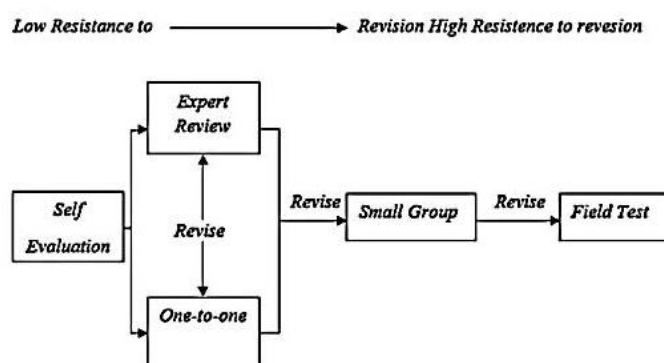 Low Resistance to Revision High Resistence to revesion
Expert
Review
Self
Evaluation
Revise
One-to-one
Revise
Small Group
Revise
Field Test